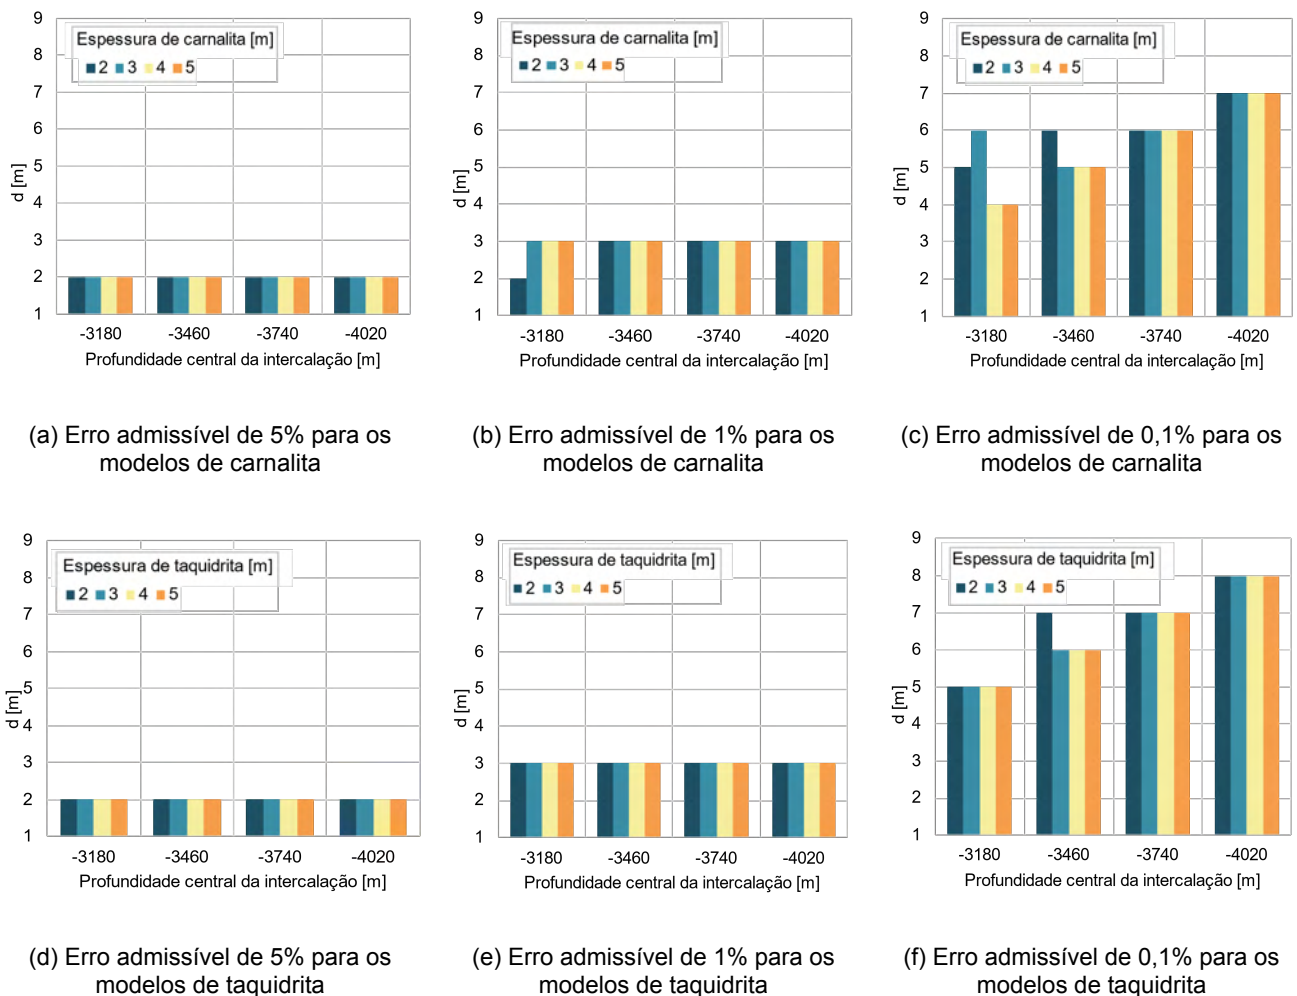 9
8
7
6
5
4
3
2
1
d [m]
Espessura de carnalita [m]
2 3 4 5
-3180 -3460 -3740 -4020
Profundidade central da intercalação [m]
(a) Erro admissível de 5% para os
modelos de carnalita
9
8
7
6
5
4
3
2
1
d [m]
Espessura de carnalita [m]
2 3 4 5
-3180 -3460 -3740 -4020
Profundidade central da intercalação [m]
(b) Erro admissível de 1% para os
modelos de carnalita
9
8
7
6
5
4
3
2
1
d [m]
Espessura de carnalita [m]
2 3 4 5
-3180 -3460 -3740 -4020
Profundidade central da intercalação [m]
(c) Erro admissível de 0,1% para os
modelos de carnalita
9
8
7
6
5
4
3
2
1
d [m]
Espessura de taquidrita [m]
2 3 4 5
-3180 -3460 -3740 -4020
Profundidade central da intercalação [m]
(d) Erro admissível de 5% para os
modelos de taquidrita
9
8
7
6
5
4
3
2
1
d [m]
Espessura de taquidrita [m]
2 3 4 5
-3180 -3460 -3740 -4020
Profundidade central da intercalação [m]
(e) Erro admissível de 1% para os
modelos de taquidrita
9
8
7
6
5
4
3
2
1
d [m]
Espessura de taquidrita [m]
2 3 4 5
-3180 -3460 -3740 -4020
Profundidade central da intercalação [m]
(f) Erro admissível de 0,1% para os
modelos de taquidrita